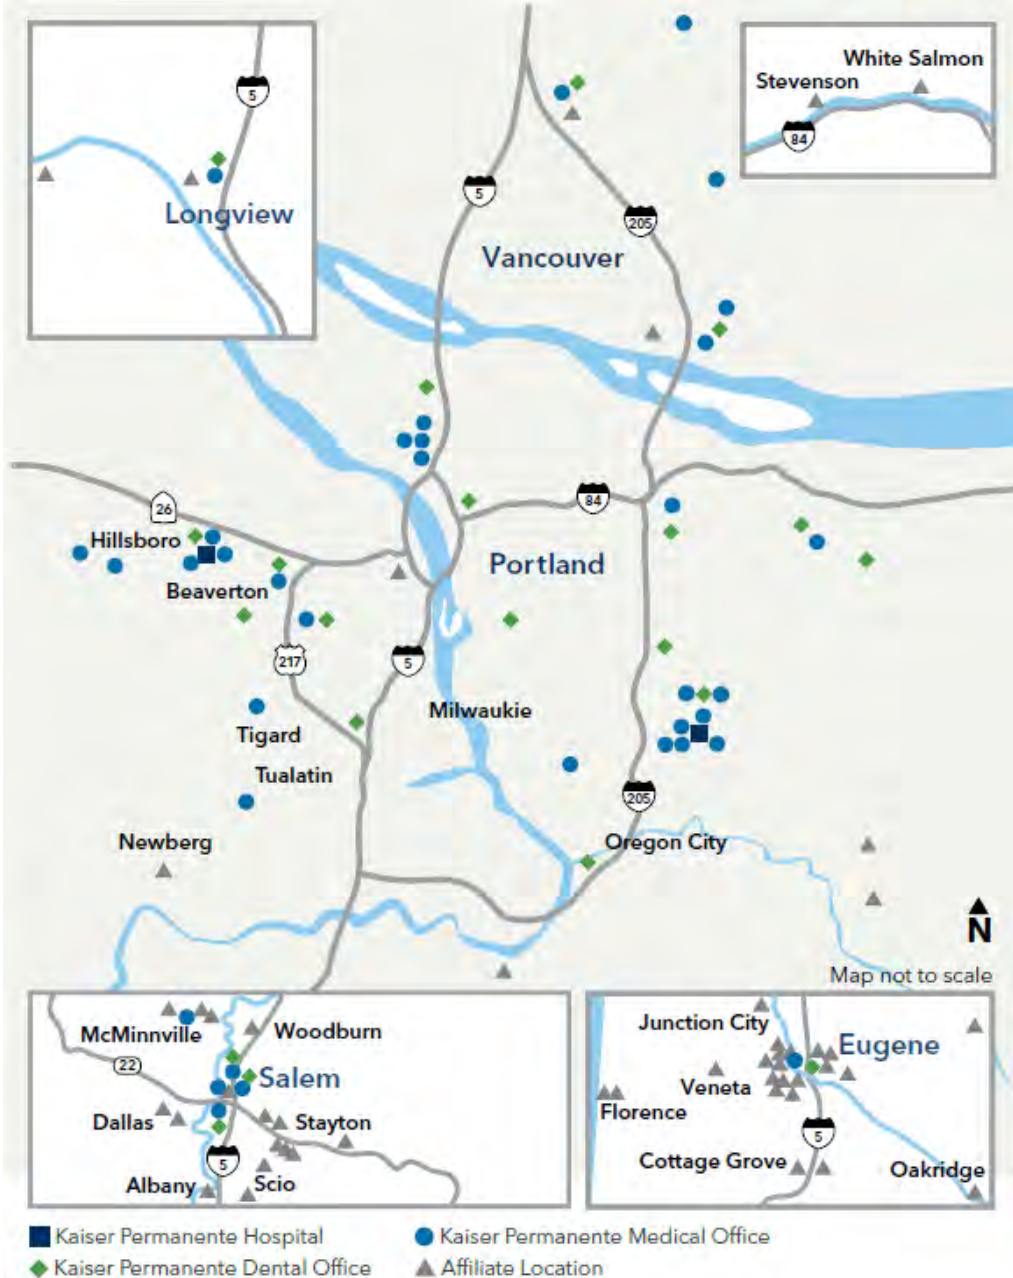 5
Longview
White Salmon
Stevenson
84
5
205
Vancouver
26
84
Hillsboro
Portland
Beaverton
217
5
Milwaukie
Tigard
Tualatin
205
Newberg
Oregon City
N
Map not to scale
McMinnville
Woodburn
22
Salem
Dallas
Stayton
5
Albany
Scio
Junction City
Eugene
Veneta
Florence
5
Cottage Grove
Oakridge
Kaiser Permanente Hospital
Kaiser Permanente Medical Office
Kaiser Permanente Dental Office
Affiliate Location